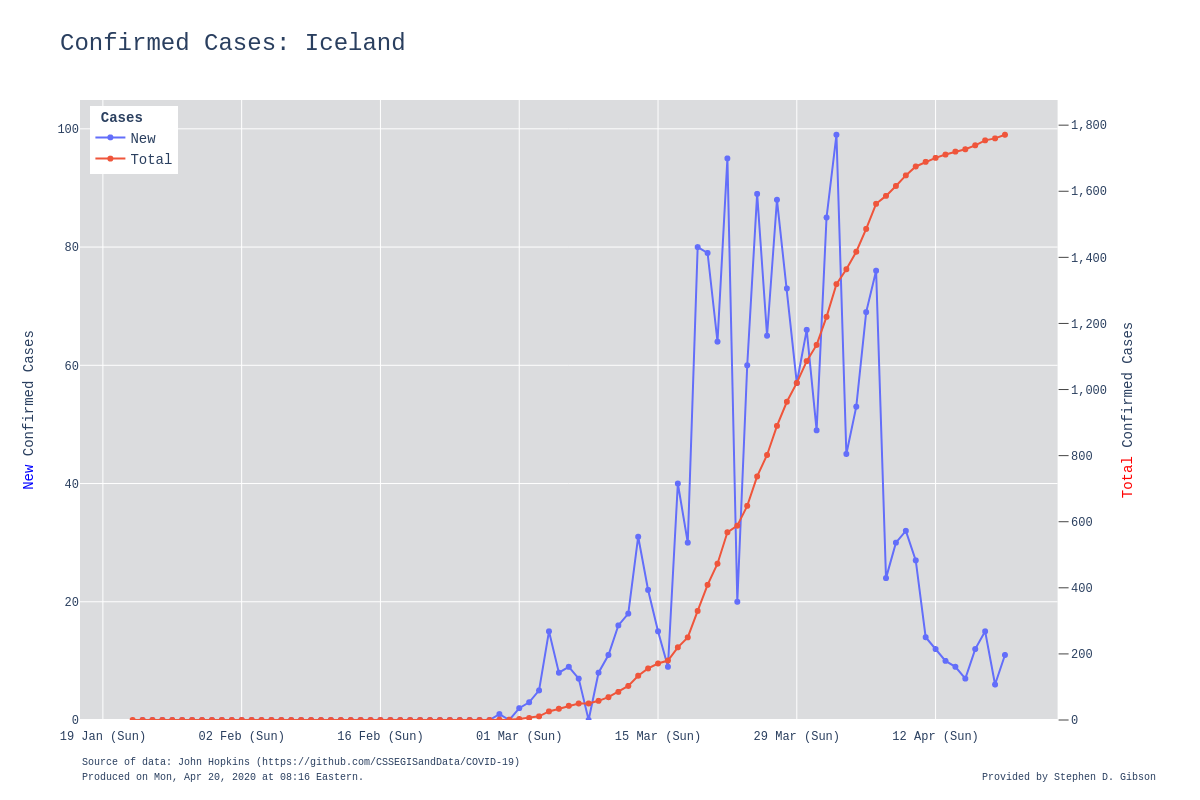 Confirmed Cases: Iceland
Cases
New
Total
100
80
60
40
20
0
1,800
1,600
1,400
1,200
1,000
800
600
400
200
0
New Confirmed Cases
Total Confirmed Cases
19 Jan (Sun) 02 Feb (Sun) 16 Feb (Sun) 01 Mar (Sun) 15 Mar (Sun) 29 Mar (Sun) 12 Apr (Sun)
Source of data: John Hopkins (https://github.com/CSSEGISandData/COVID-19)
Produced on Mon, Apr 20, 2020 at 08:16 Eastern.
Provided by Stephen D. Gibson